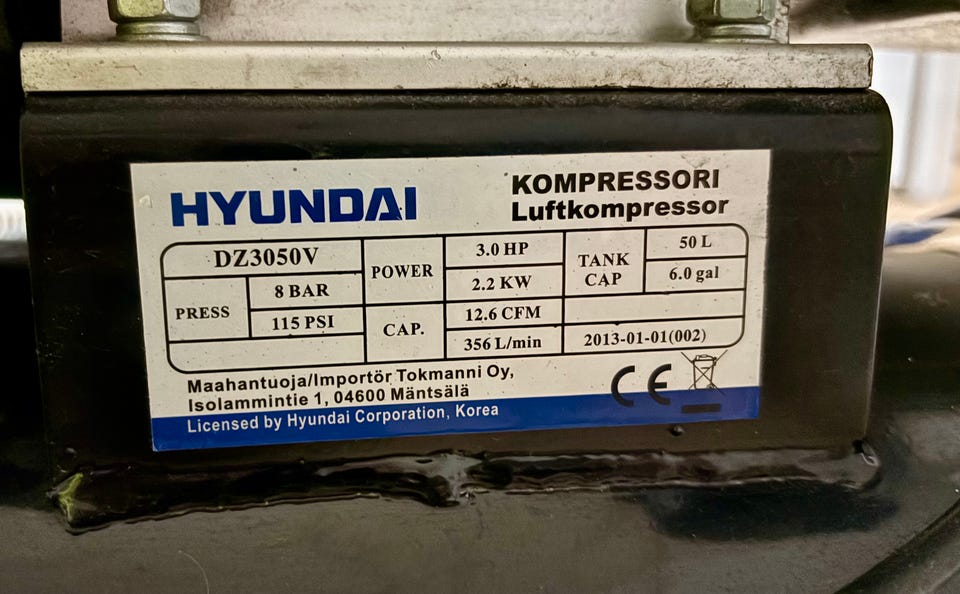 HYUNDAI
KOMPRESSORI
Luftkompressor
DZ3050V
PRESS
8 BAR
115 PSI
POWER
3.0 HP
2.2 KW
CAP.
12.6 CFM
356 L/min
TANK
CAP
50 L
6.0 gal
2013-01-01(002)
Maahantuoja/Importör Tokmanni Oy,
Isolammintie 1, 04600 Mäntsälä
CE
Licensed by Hyundai Corporation, Korea